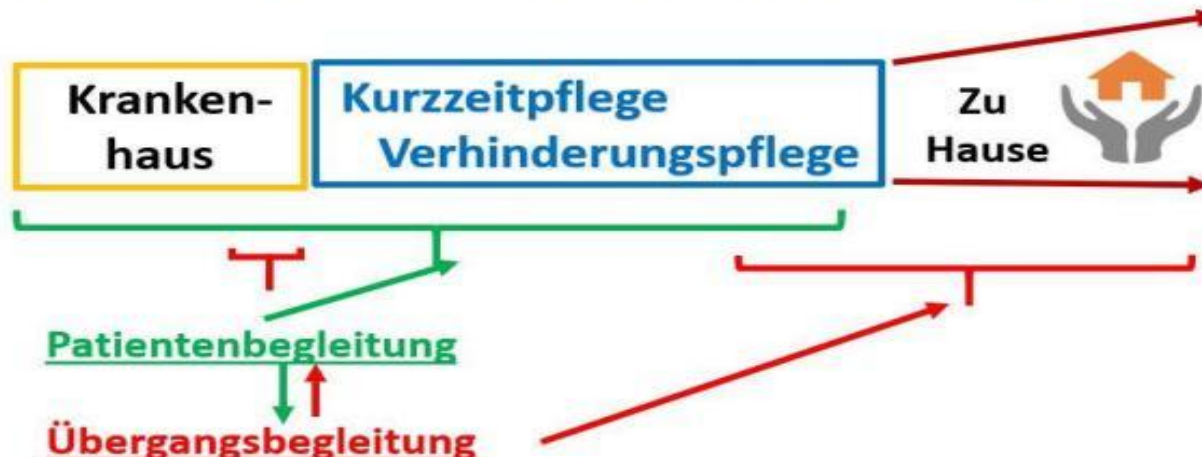 Kranken-
haus
Kurzzeitpflege
Verhinderungspflege
Zu
Hause
Patientenbegleitung
Übergangsbegleitung